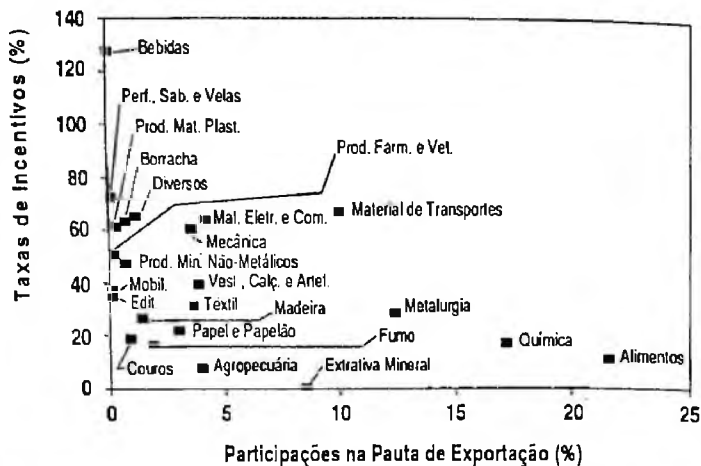 Taxas de Incentivos (%)
140
120
100
80
60
40
20
0
Bebidas
Perf., Sab. e Velas
Prod. Mat. Plast.
Borracha
Diversos
Prod. Farm. e Vet.
Mat. Eletr. e Com.
Material de Transportes
Mecânica
Prod. Min. Não-Metálicos
Mobil.
Vest., Calç. e Artef.
Edit.
Têxtil
Madeira
Metalurgia
Papel e Papelão
Fumo
Química
Alimentos
Couros
Agropecuária
Extrativa Mineral
0 5 10 15 20 25
Participações na Pauta de Exportação (%)